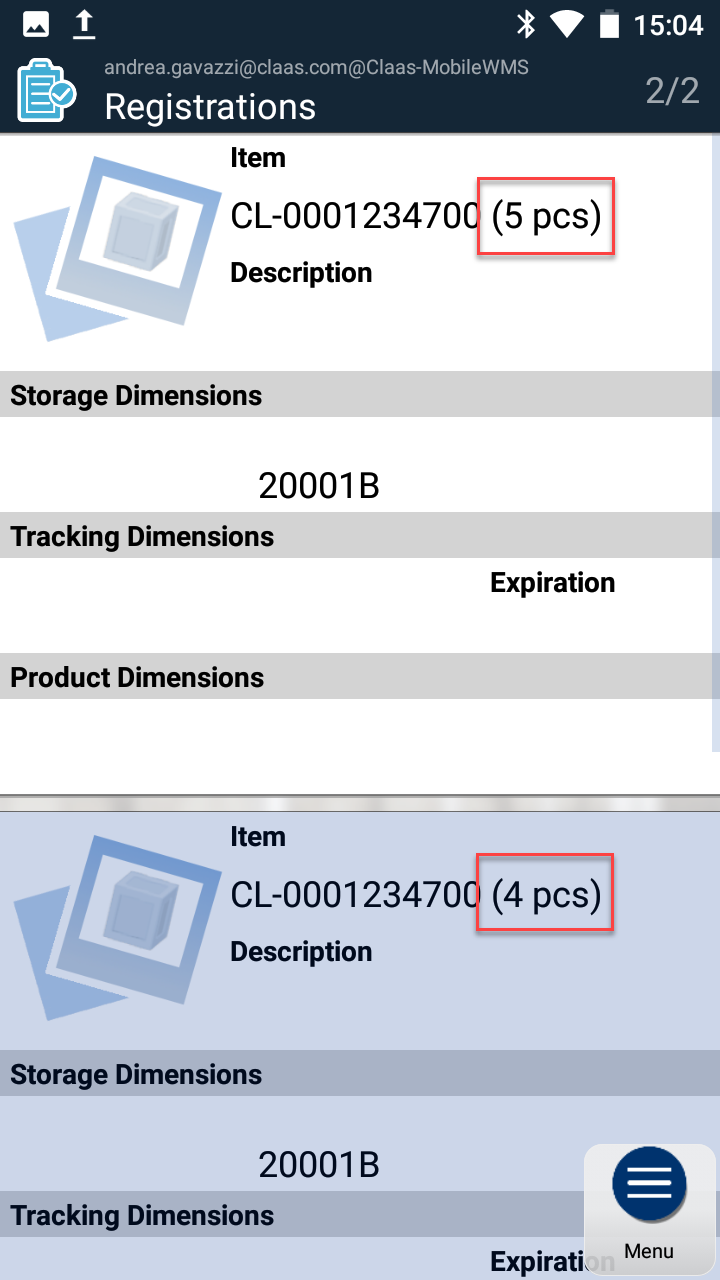 15:04
andrea.gavazzi@claas.com@Claas-MobileWMS
Registrations
2/2
Item
CL-0001234700 (5 pcs)
Description
Storage Dimensions
20001B
Tracking Dimensions
Expiration
Product Dimensions
Item
CL-0001234700 (4 pcs)
Description
Storage Dimensions
20001B
Tracking Dimensions
Expiration
Menu